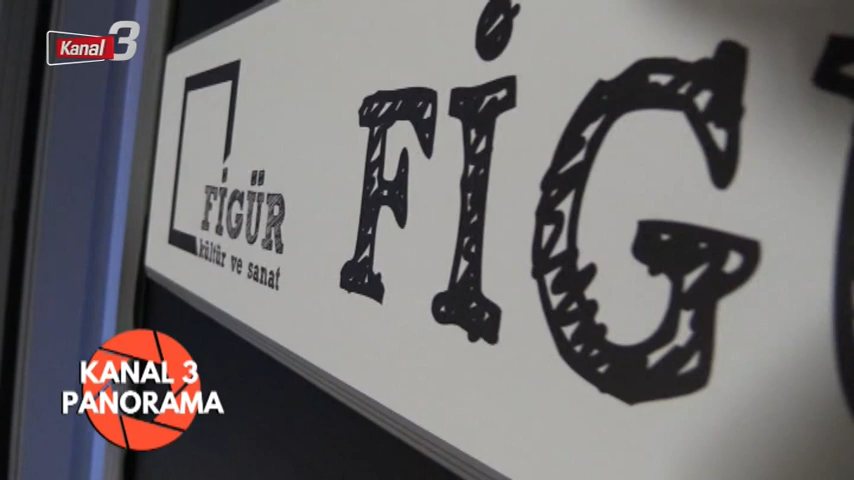 Kanal 3
FİGÜR
kültür ve sanat
FİG
KANAL 3
PANORAMA